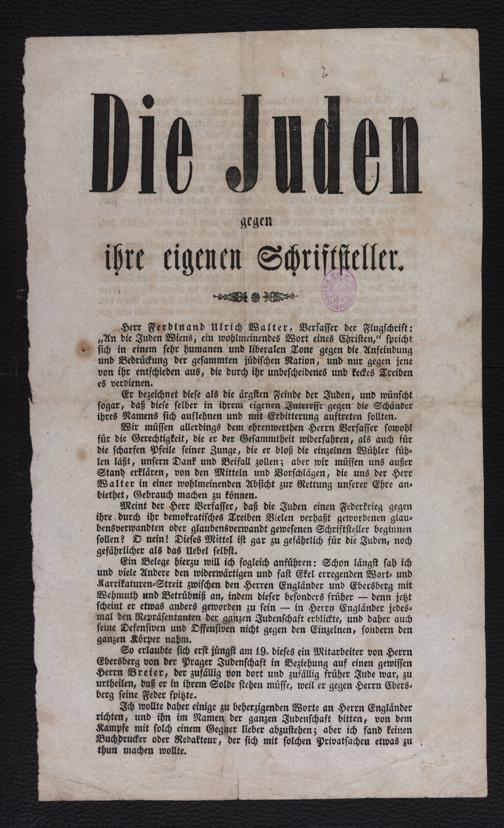 Die Juden
gegen
ihre eigenen Schriftsteller.
Herr Ferdinand Ulrich Walter, Verfasser der Flugschrift:
„An die Juden Wiens, ein wohlmeinendes Wort eines Christen,“ spricht
sich in einem sehr humanen und liberalen Tone gegen die Anfeindung
und Bedrückung der gesammten jüdischen Nation, und nur gegen jene
von ihr entschieden aus, die durch ihr unbescheidenes und keckes Treiben
es verdienen.
Er bezeichnet diese als die ärgsten Feinde der Juden, und wünscht
sogar, daß diese selber in ihrem eigenen Interesse gegen die Schänder
ihres Namens sich auflehnen und mit Erbitterung auftreten sollten.
Wir müssen allerdings dem ehrenwerthen Herrn Verfasser sowohl
für die Gerechtigkeit, die er der Gesammtheit widerfahren, als auch für
die scharfen Pfeile seiner Zunge, die er bloß die einzelnen Wühler füh-
len läßt, unsern Dank und Beifall zollen; aber wir müssen uns außer
Stand erklären, von den Mitteln und Vorschlägen, die uns der Herr
Walter in einer wohlmeinenden Absicht zur Rettung unserer Ehre an-
biethet, Gebrauch machen zu können.
Meint der Herr Verfasser, daß die Juden einen Federkrieg gegen
ihre durch ihr demokratisches Treiben Vielen verhaßt gewordenen glau-
bensverwandten oder glaubensverwandt gewesenen Schriftsteller beginnen
sollen? O nein! Dieses Mittel ist gar zu gefährlich für die Juden, noch
gefährlicher als das Uebel selbst.
Ein Belege hierzu will ich sogleich anführen: Schon längst sah ich
und viele Andere den widerwärtigen und fast Ekel erregenden Wort- und
Karrikaturen-Streit zwischen den Herren Engländer und Ebersberg mit
Wehmuth und Betrübniß an, indem dieser besonders früher — denn jetzt
scheint er etwas anders geworden zu sein — in Herrn Engländer jedes-
mal den Repräsentanten der ganzen Judenschaft erblickte, und daher auch
seine Defensiven und Offensiven nicht gegen den Einzelnen, sondern den
ganzen Körper nahm.
So erlaubte sich erst jüngst am 19. dieses ein Mitarbeiter von Herrn
Ebersberg von der Prager Judenschaft in Beziehung auf einen gewissen
Herrn Breier, der zufällig von dort und zufällig früher Jude war, zu
urtheilen, daß er in ihrem Solde stehen müsse, weil er gegen Herrn Ebers-
berg seine Feder spitzte.
Ich wollte daher einige zu beherzigenden Worte an Herrn Engländer
richten, und ihn im Namen der ganzen Judenschaft bitten, von dem
Kampfe mit solch einem Gegner lieber abzustehen; aber ich fand keinen
Buchdrucker oder Redakteur, der sich mit solchen Privatsachen etwas zu
thun machen wollte.